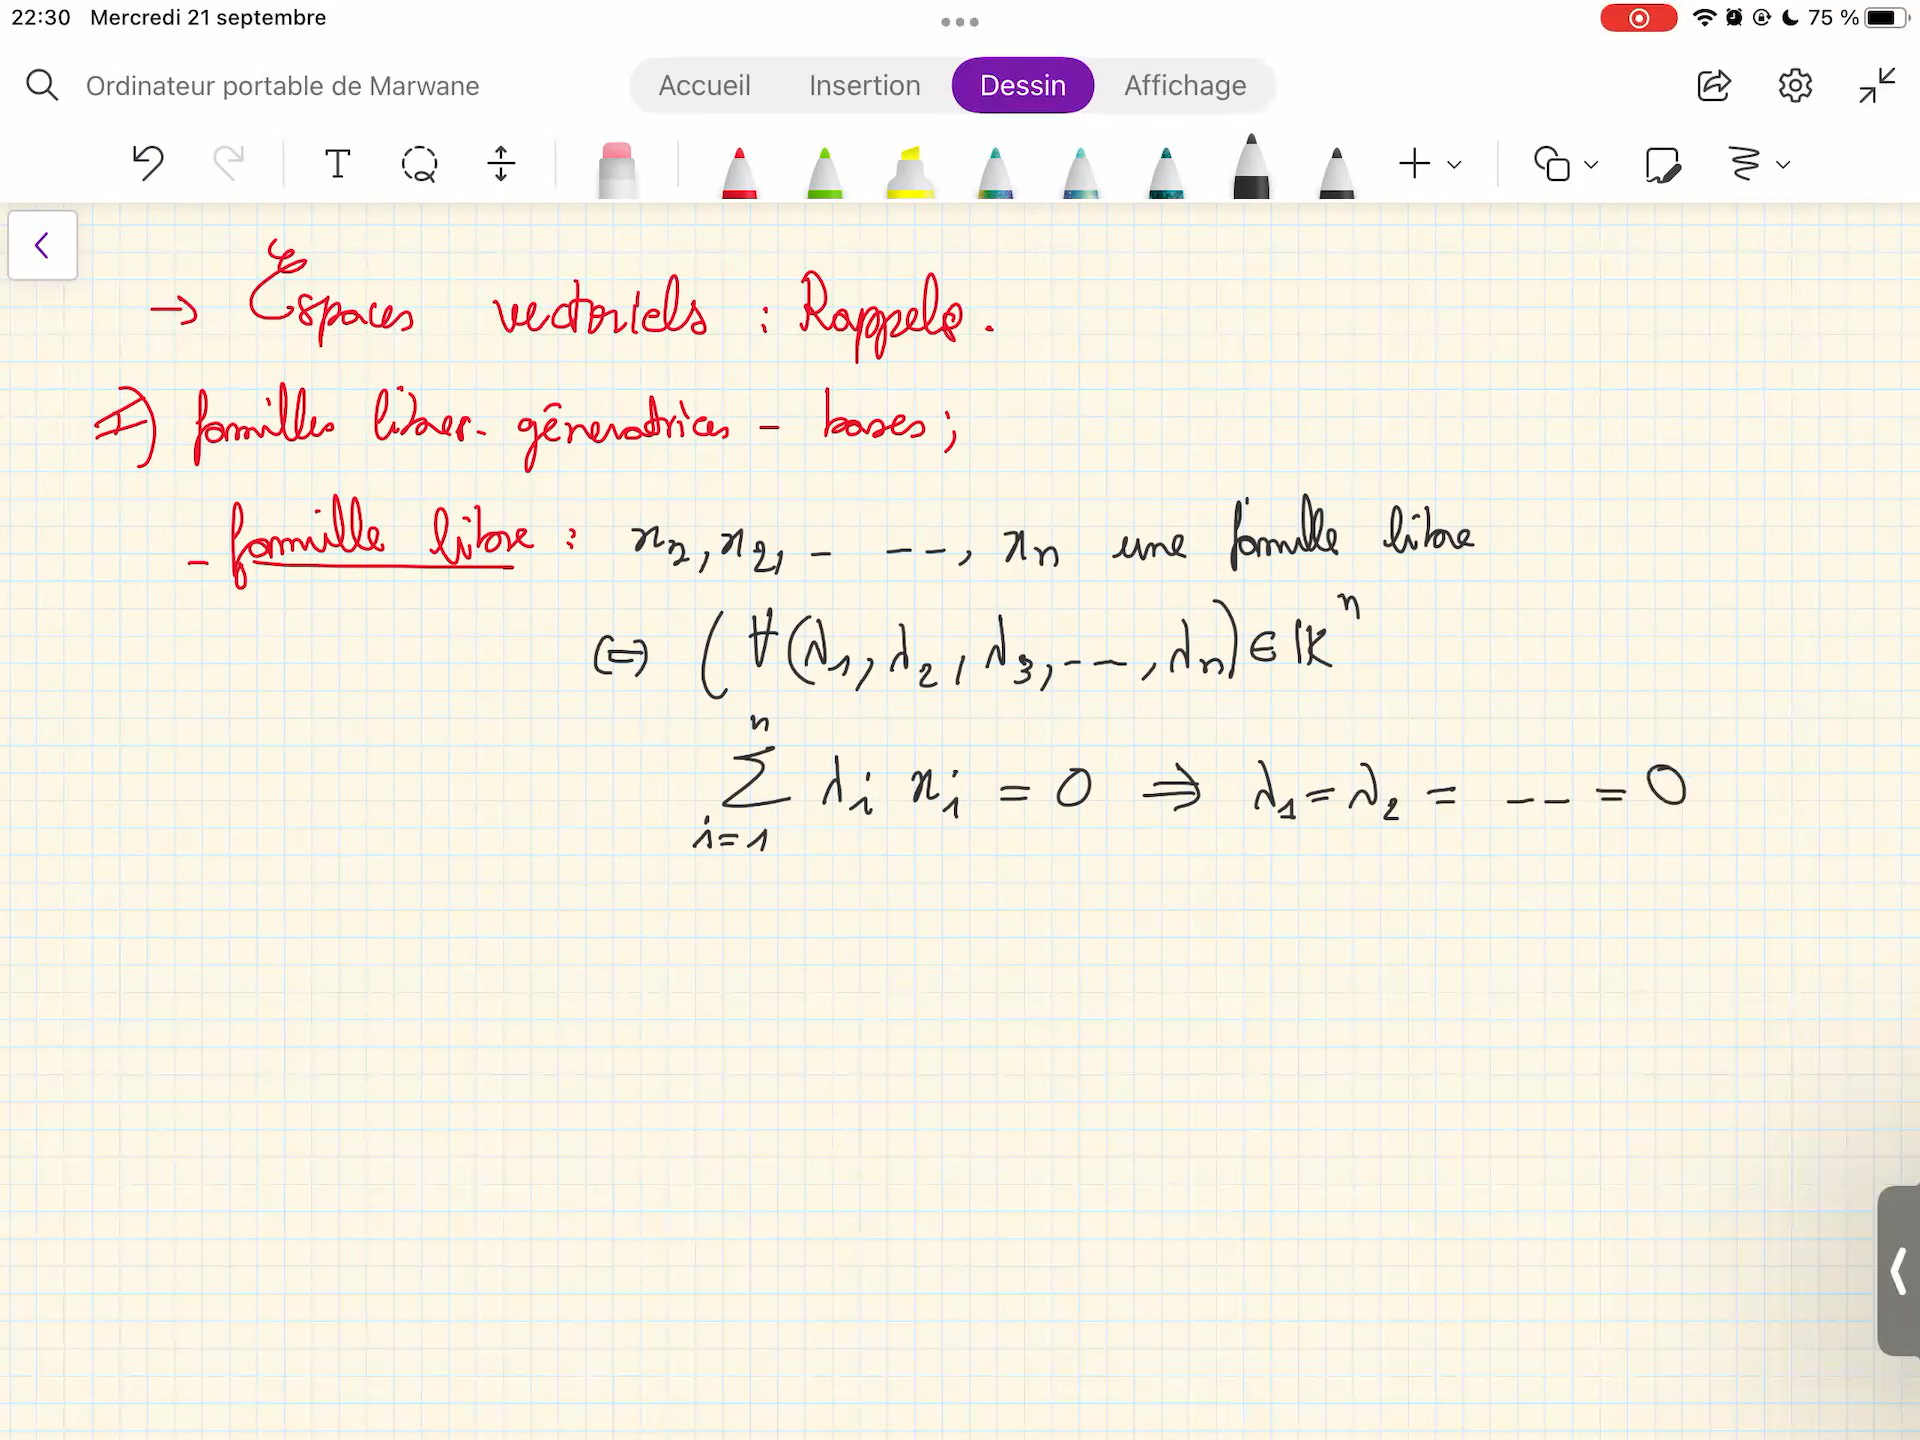 22:30 Mercredi 21 septembre 75 %
Ordinateur portable de Marwane Accueil Insertion Dessin Affichage
T
→ Espaces vectoriels : Rappels.
I) familles libres - génératrices - bases ;
- famille libre : x₂, x₂, - --, xₙ une famille libre
(=) ( ∀(λ₁, λ₂, λ₃, --, λₙ) ∈ 𝕂ⁿ
n
Σ λᵢ xᵢ = 0 ⇒ λ₁ = λ₂ = -- = 0
i=1